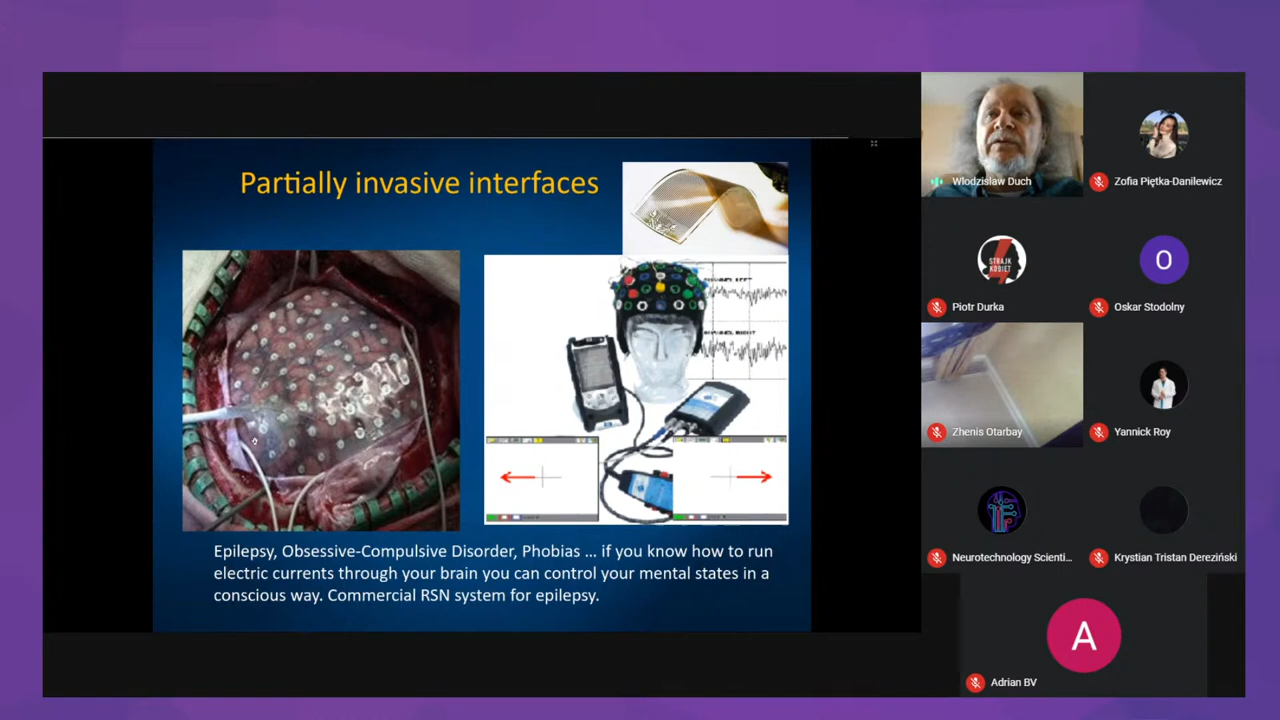 Partially invasive interfaces
Epilepsy, Obsessive-Compulsive Disorder, Phobias ... if you know how to run
electric currents through your brain you can control your mental states in a
conscious way. Commercial RSN system for epilepsy.
Wlodzislaw Duch
Zofia Piętka-Danilewicz
STRAJK
KOBIET
Piotr Durka
O
Oskar Stodolny
Zhenis Otarbay
Yannick Roy
Neurotechnology Scienti...
Krystian Tristan Dereziński
A
Adrian BV